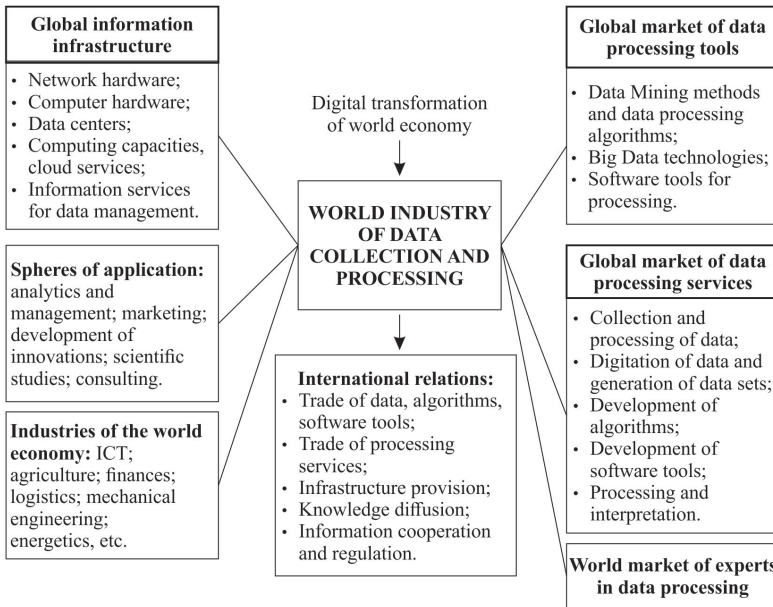 Global information
infrastructure
• Network hardware;
• Computer hardware;
• Data centers;
• Computing capacities,
cloud services;
• Information services
for data management.
Spheres of application:
analytics and
management; marketing;
development of
innovations; scientific
studies; consulting.
Industries of the world
economy: ICT;
agriculture; finances;
logistics; mechanical
engineering;
energetics, etc.
Digital transformation
of world economy
WORLD INDUSTRY
OF DATA
COLLECTION AND
PROCESSING
International relations:
• Trade of data, algorithms,
software tools;
• Trade of processing
services;
• Infrastructure provision;
• Knowledge diffusion;
• Information cooperation
and regulation.
Global market of data
processing tools
• Data Mining methods
and data processing
algorithms;
• Big Data technologies;
• Software tools for
processing.
Global market of data
processing services
• Collection and
processing of data;
• Digitation of data and
generation of data sets;
• Development of
algorithms;
• Development of
software tools;
• Processing and
interpretation.
World market of experts
in data processing